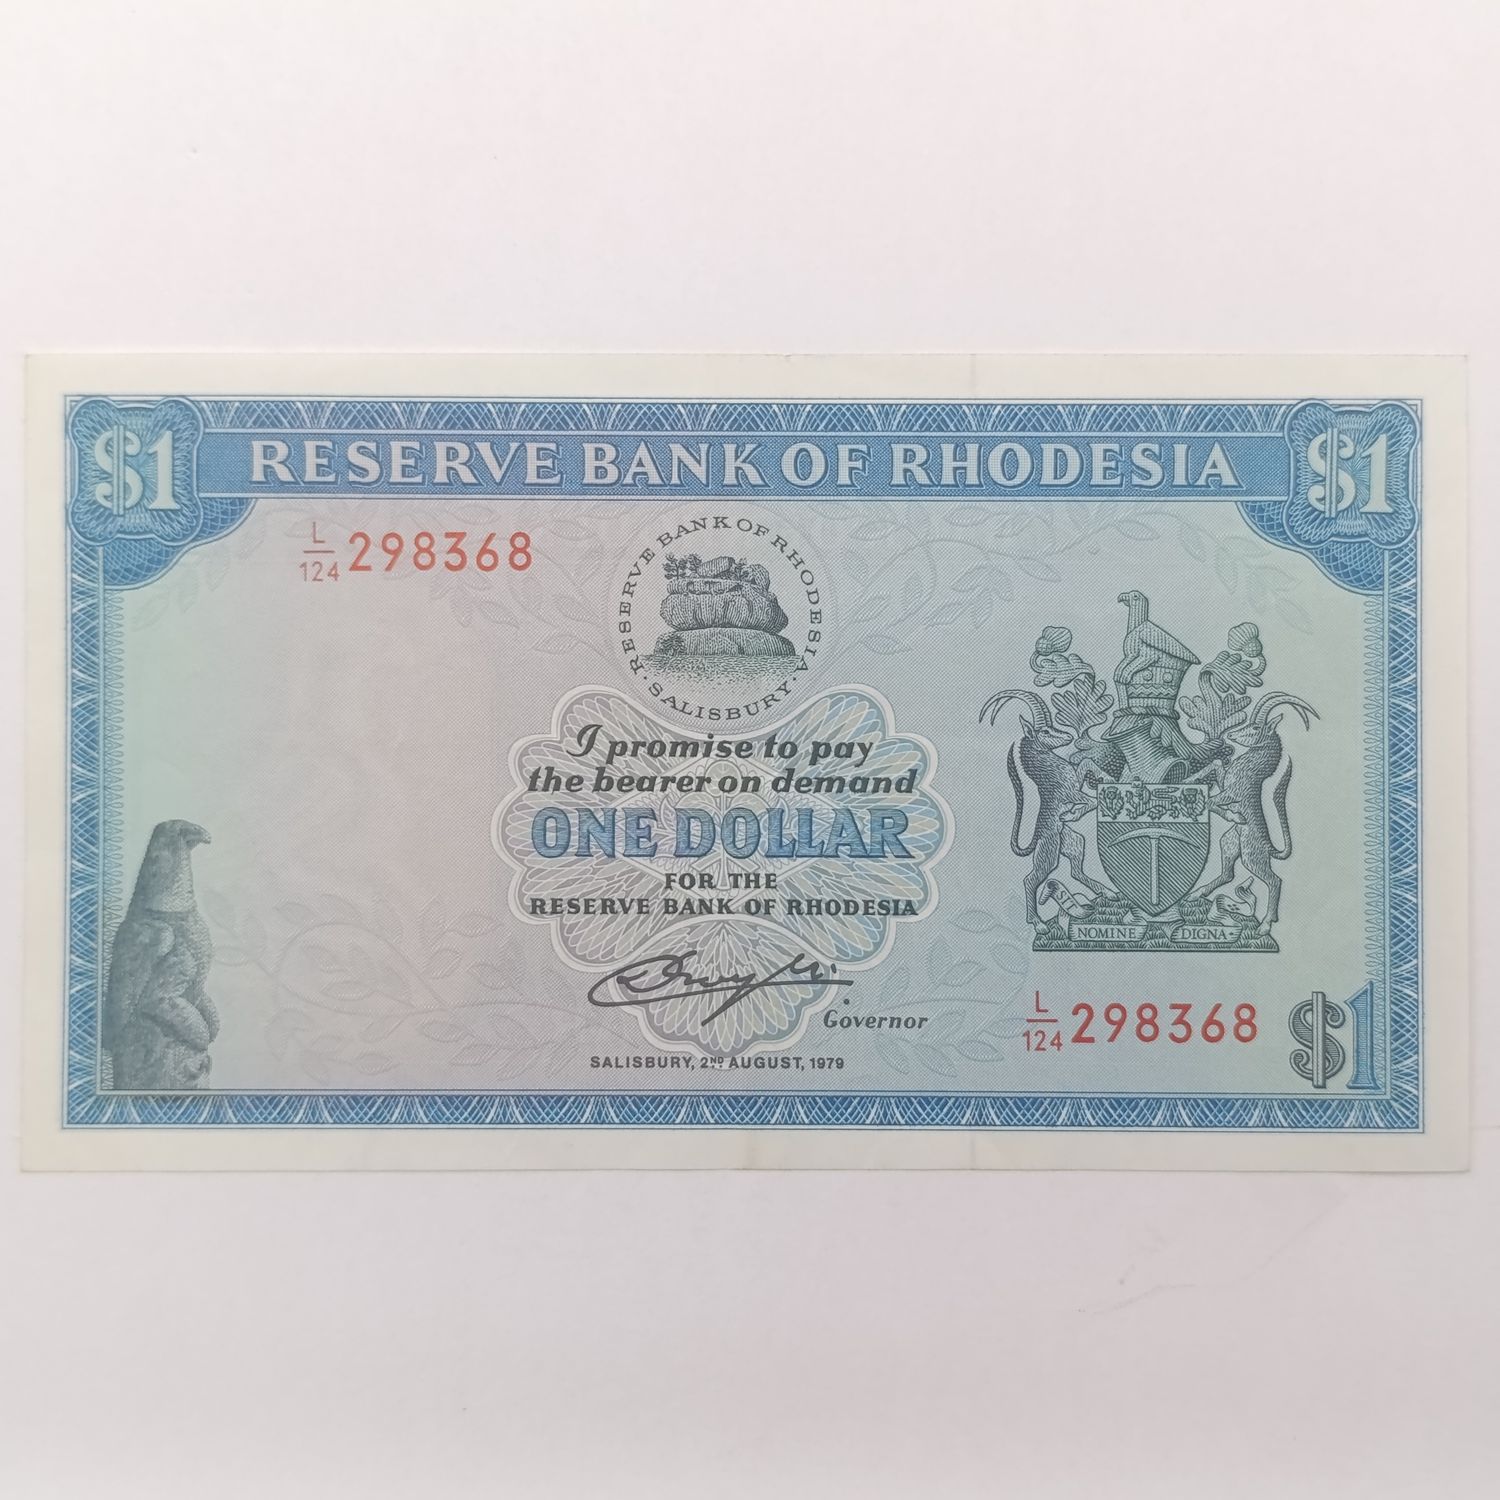 $1
RESERVE BANK OF RHODESIA
$1
L/124 298368
RESERVE BANK OF RHODESIA
· SALISBURY ·
I promise to pay
the bearer on demand
ONE DOLLAR
FOR THE
RESERVE BANK OF RHODESIA
SIT
NOMINE
DIGNA
Governor
SALISBURY, 2ND AUGUST, 1979
L/124 298368
$1